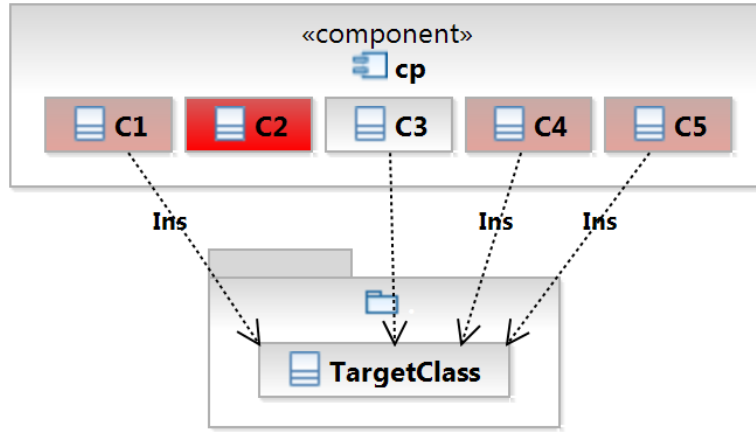 «component»
cp
C1 C2 C3 C4 C5
Ins Ins Ins
TargetClass